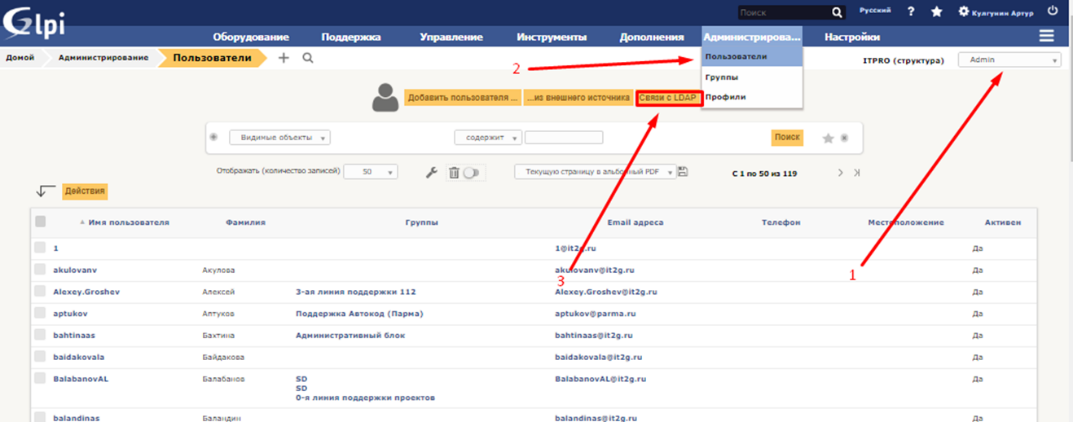 Glpi
Поиск
Русский
?
Кулгунин Артур
Оборудование Поддержка Управление Инструменты Дополнения Администрирова... Настройки
Домой Администрирование Пользователи +
Пользователи
Группы
Профили
ITPRO (структура) Admin
2
Добавить пользователя ... ...из внешнего источника Связи с LDAP
Видимые объекты содержит Поиск
Отображать (количество записей) 50 Текущую страницу в альбомный PDF С 1 по 50 из 119
Действия
3
1
Имя пользователя Фамилия Группы Email адреса Телефон Местоположение Активен
1 1@it2g.ru Да
akulovanv Акулова akulovanv@it2g.ru Да
Alexey.Groshev Алексей 3-ая линия поддержки 112 Alexey.Groshev@it2g.ru Да
aptukov Аптуков Поддержка Автокод (Парма) aptukov@parma.ru Да
bahtinaas Бахтина Административный блок bahtinaas@it2g.ru Да
baidakovala Байдакова baidakovala@it2g.ru Да
BalabanovAL Балабанов SD BalabanovAL@it2g.ru Да
SD
0-я линия поддержки проектов
balandinas Баландин balandinas@it2g.ru Да